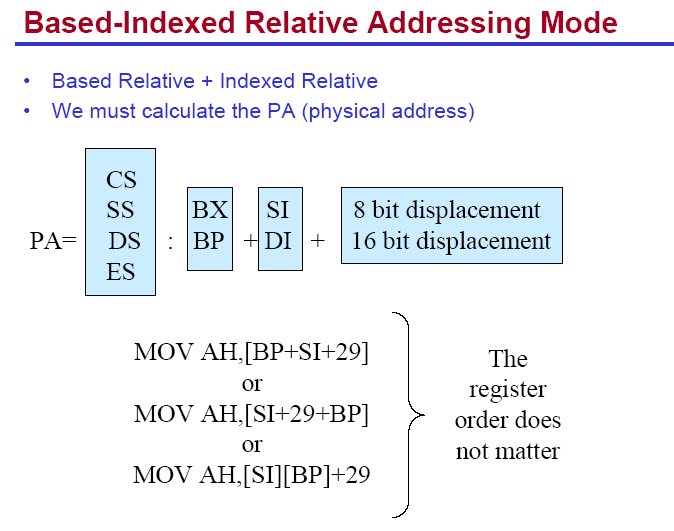 Based-Indexed Relative Addressing Mode
• Based Relative + Indexed Relative
• We must calculate the PA (physical address)
CS
SS BX SI 8 bit displacement
PA= DS : BP + DI + 16 bit displacement
ES
MOV AH,[BP+SI+29]
or
MOV AH,[SI+29+BP]
or
MOV AH,[SI][BP]+29
The
register
order does
not matter